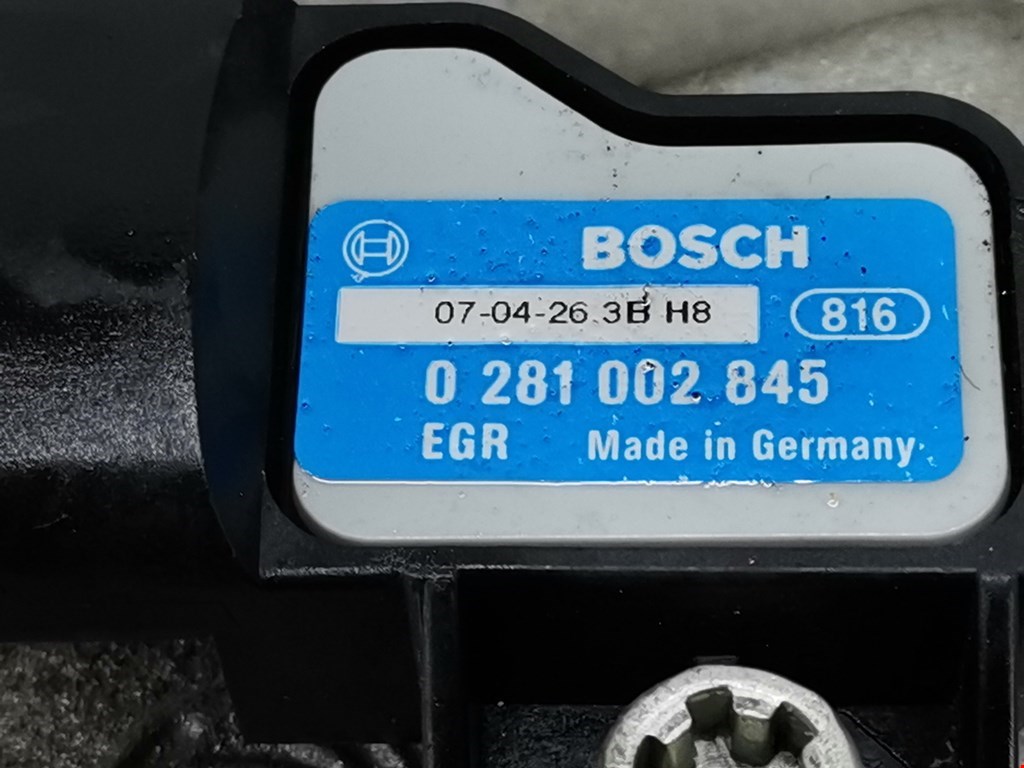 BOSCH
07-04-26 3B H8
816
0 281 002 845
EGR Made in Germany